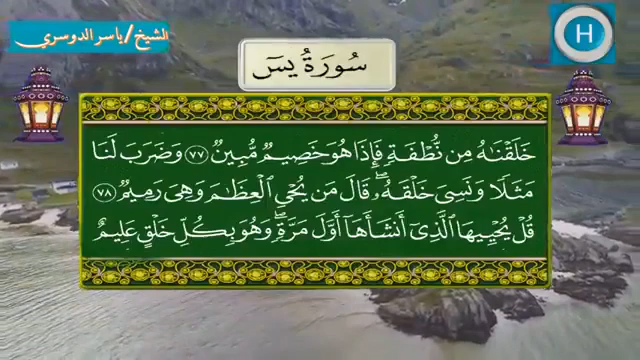 الشيخ/ياسر الدوسري
H
سُورَةُ يسٓ
خَلَقْنَٰهُ مِن نُّطْفَةٍ فَإِذَا هُوَ خَصِيمٌ مُّبِينٌ ٧٧ وَضَرَبَ لَنَا
مَثَلًا وَنَسِىَ خَلْقَهُۥ ۖ قَالَ مَن يُحْىِ ٱلْعِظَٰمَ وَهِىَ رَمِيمٌ ٧٨
قُلْ يُحْيِيهَا ٱلَّذِىٓ أَنشَأَهَآ أَوَّلَ مَرَّةٍ ۖ وَهُوَ بِكُلِّ خَلْقٍ عَلِيمٌ